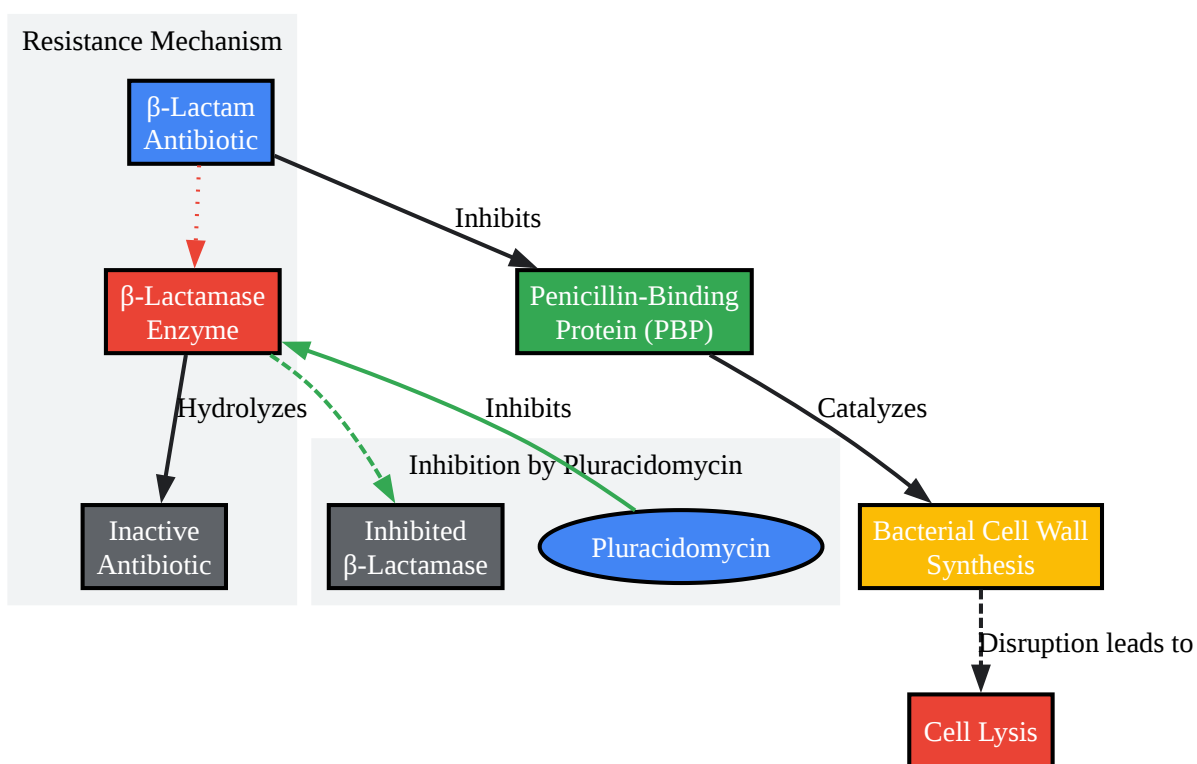 Resistance Mechanism
β-Lactam
Antibiotic
Inhibits
β-Lactamase
Enzyme
Penicillin-Binding
Protein (PBP)
Hydrolyzes
Inhibits
Catalyzes
Inhibition by Pluracidomycin
Inactive
Antibiotic
Inhibited
β-Lactamase
Pluracidomycin
Bacterial Cell Wall
Synthesis
Disruption leads to
Cell Lysis